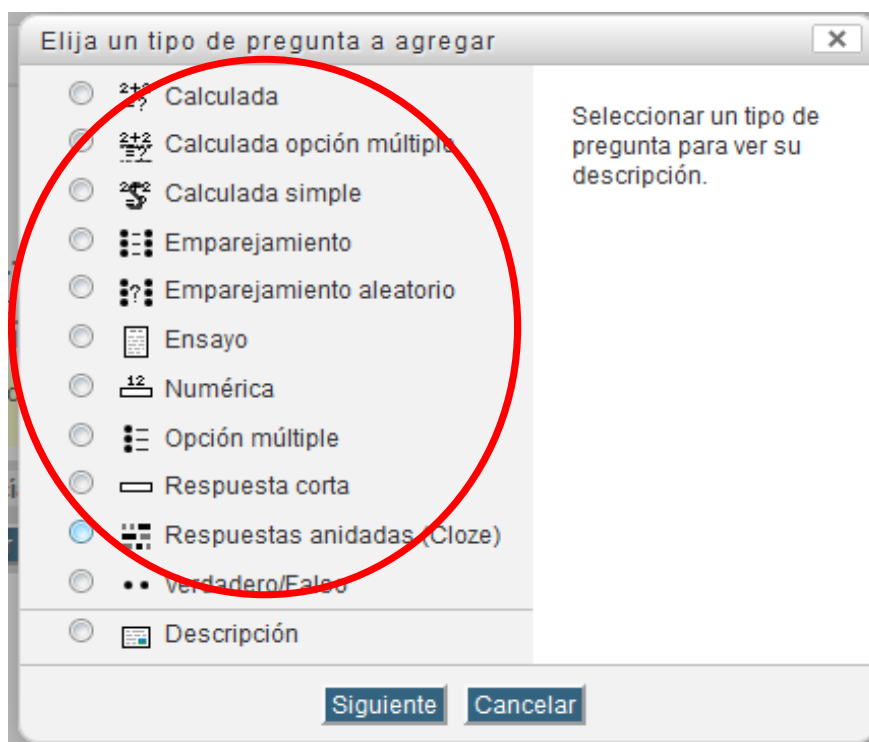 Elija un tipo de pregunta a agregar
Calculada
Calculada opción múltiple
Calculada simple
Emparejamiento
Emparejamiento aleatorio
Ensayo
12
Numérica
Opción múltiple
Respuesta corta
Respuestas anidadas (Cloze)
Verdadero/Falso
Descripción
Seleccionar un tipo de
pregunta para ver su
descripción.
Siguiente
Cancelar